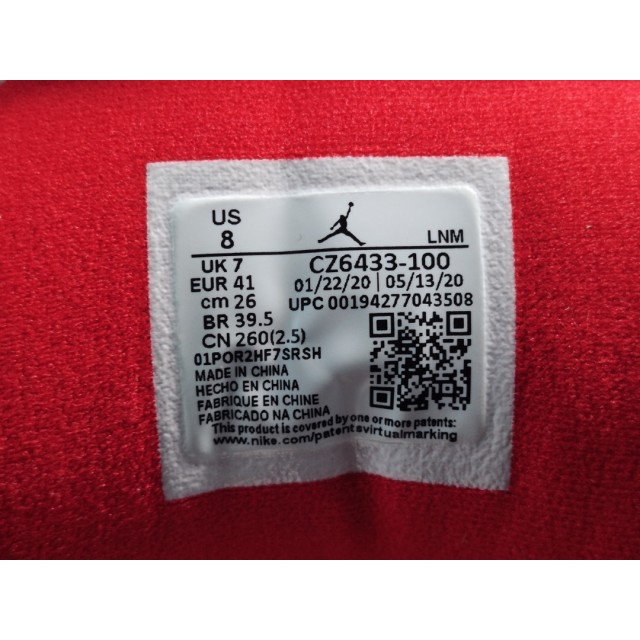 US
8
LNM
UK 7
CZ6433-100
EUR 41
01/22/20 | 05/13/20
cm 26
UPC 00194277043508
BR 39.5
CN 260(2.5)
01POR2HF7SRSH
MADE IN CHINA
HECHO EN CHINA
FABRIQUE EN CHINE
FABRICADO NA CHINA
This product is covered by one or more patents:
www.nike.com/patentsvirtualmarking